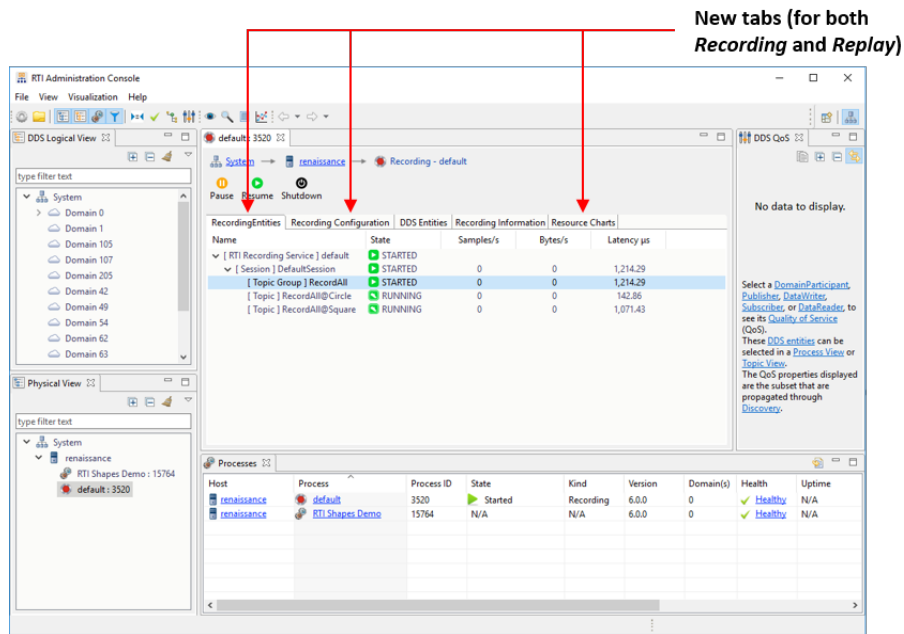 New tabs (for both
Recording and Replay)
RTI Administration Console
File View Visualization Help
DDS Logical View
type filter text
System
Domain 0
Domain 1
Domain 105
Domain 107
Domain 205
Domain 42
Domain 49
Domain 54
Domain 62
Domain 63
Physical View
type filter text
System
renaissance
RTI Shapes Demo : 15764
default : 3520
default : 3520
System renaissance Recording - default
Pause Resume Shutdown
RecordingEntities Recording Configuration DDS Entities Recording Information Resource Charts
Name State Samples/s Bytes/s Latency µs
[ RTI Recording Service ] default STARTED
[ Session ] DefaultSession STARTED 0 0 1,214.29
[ Topic Group ] RecordAll STARTED 0 0 1,214.29
[ Topic ] RecordAll@Circle RUNNING 0 0 142.86
[ Topic ] RecordAll@Square RUNNING 0 0 1,071.43
DDS QoS
No data to display.
Select a DomainParticipant,
Publisher, DataWriter,
Subscriber, or DataReader, to
see its Quality of Service
(QoS).
These DDS entities can be
selected in a Process View or
Topic View.
The QoS properties displayed
are the subset that are
propagated through
Discovery.
Processes
Host Process Process ID State Kind Version Domain(s) Health Uptime
renaissance default 3520 Started Recording 6.0.0 0 Healthy N/A
renaissance RTI Shapes Demo 15764 N/A N/A 6.0.0 0 Healthy N/A